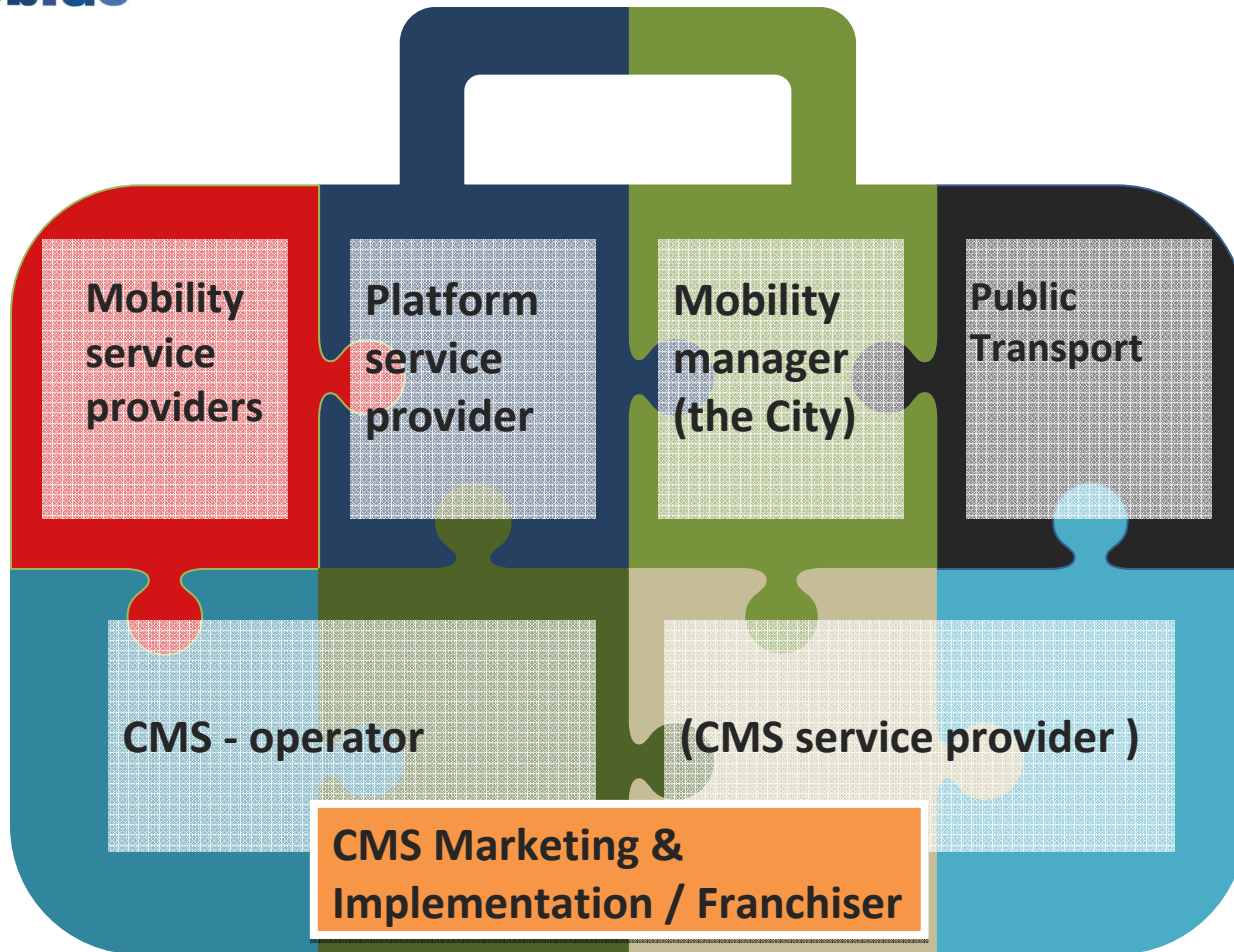 Mobility
service
providers
Platform
service
provider
Mobility
manager
(the City)
Public
Transport
CMS - operator
(CMS service provider )
CMS Marketing &
Implementation / Franchiser